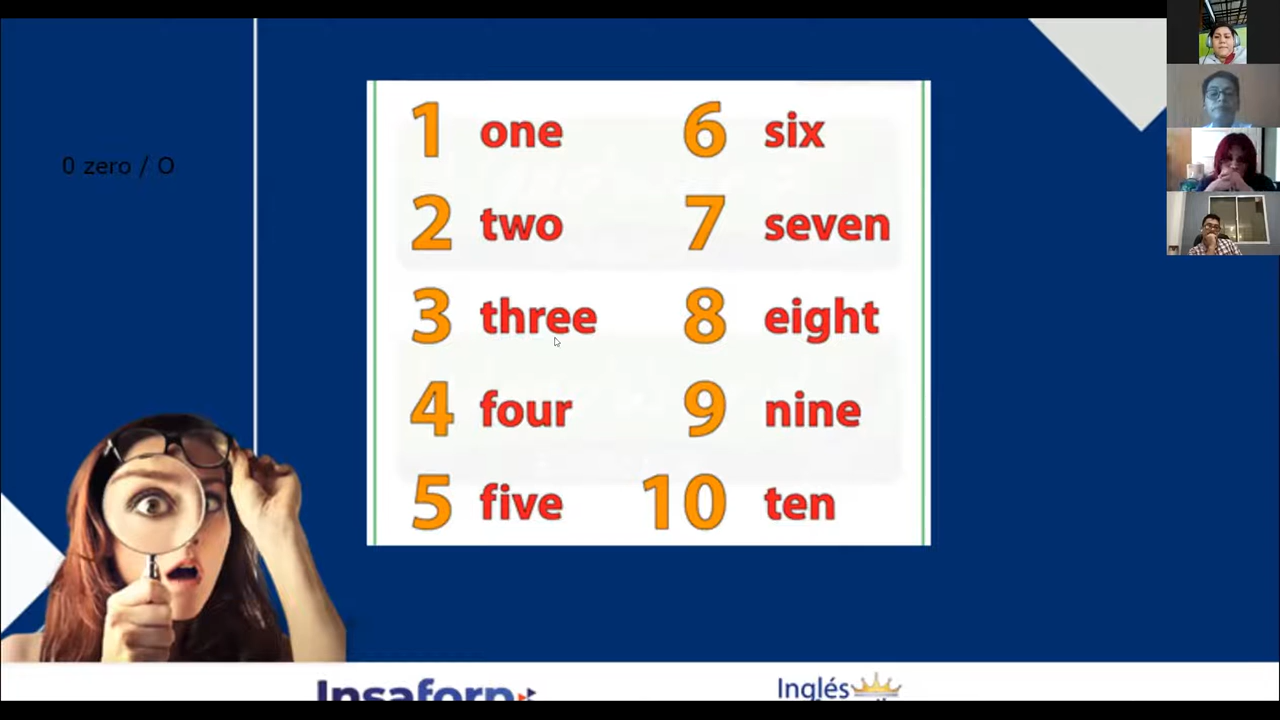 0 zero / O
1 one
2 two
3 three
4 four
5 five
6 six
7 seven
8 eight
9 nine
10 ten
Insaforp
Inglés